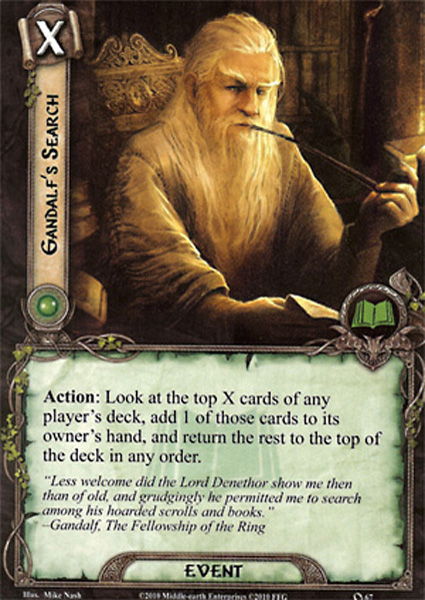 X
GANDALF'S SEARCH
Action: Look at the top X cards of any
player's deck, add 1 of those cards to its
owner's hand, and return the rest to the top of
the deck in any order.
"Less welcome did the Lord Denethor show me then
than of old, and grudgingly he permitted me to search
among his hoarded scrolls and books."
–Gandalf, The Fellowship of the Ring
EVENT
Illus. Mike Nash ©2010 Middle-earth Enterprises ©2010 FFG 67